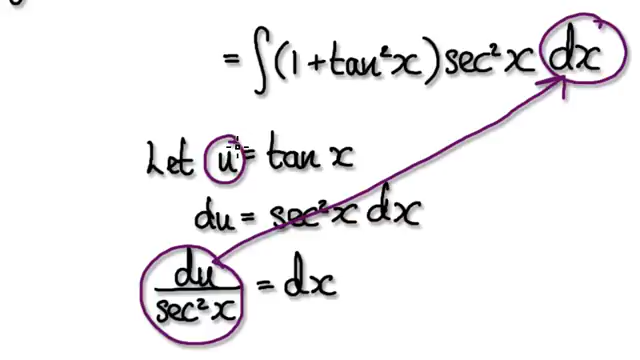 = ∫(1+tan²x)sec²x dx
Let u = tan x
du = sec²x dx
du/sec²x = dx